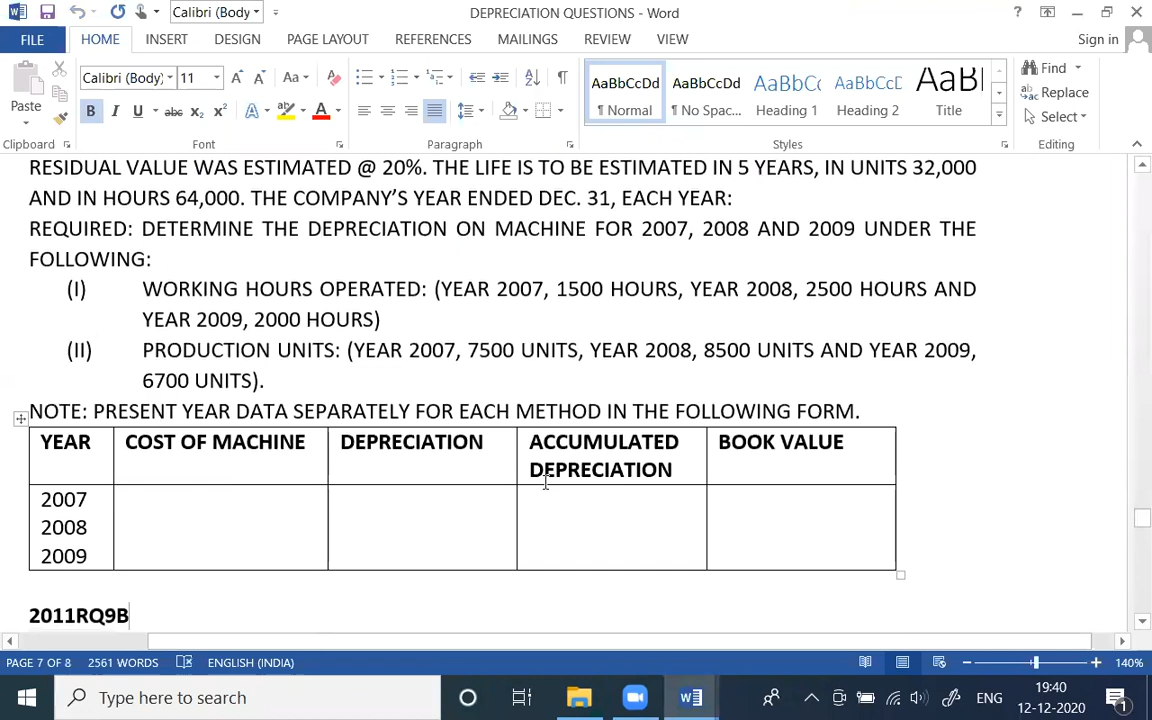 Calibri (Body
DEPRECIATION QUESTIONS - Word
?
FILE
HOME
INSERT
DESIGN
PAGE LAYOUT
REFERENCES
MAILINGS
REVIEW
VIEW
Sign in
Paste
Calibri (Body)
11
Aa
B I U abc X₂ X²
A
Font
Paragraph
AaBbCcDd
¶ Normal
AaBbCcDd
¶ No Spac...
AaBbCc
Heading 1
AaBbCcD
Heading 2
AaBl
Title
Styles
Find
Replace
Select
Editing
RESIDUAL VALUE WAS ESTIMATED @ 20%. THE LIFE IS TO BE ESTIMATED IN 5 YEARS, IN UNITS 32,000
AND IN HOURS 64,000. THE COMPANY'S YEAR ENDED DEC. 31, EACH YEAR:
REQUIRED: DETERMINE THE DEPRECIATION ON MACHINE FOR 2007, 2008 AND 2009 UNDER THE
FOLLOWING:
(I) WORKING HOURS OPERATED: (YEAR 2007, 1500 HOURS, YEAR 2008, 2500 HOURS AND
YEAR 2009, 2000 HOURS)
(II) PRODUCTION UNITS: (YEAR 2007, 7500 UNITS, YEAR 2008, 8500 UNITS AND YEAR 2009,
6700 UNITS).
NOTE: PRESENT YEAR DATA SEPARATELY FOR EACH METHOD IN THE FOLLOWING FORM.
YEAR COST OF MACHINE DEPRECIATION ACCUMULATED BOOK VALUE
DEPRECIATION
2007
2008
2009
2011RQ9B
PAGE 7 OF 8
2561 WORDS
ENGLISH (INDIA)
140%
Type here to search
ENG
19:40
12-12-2020
1